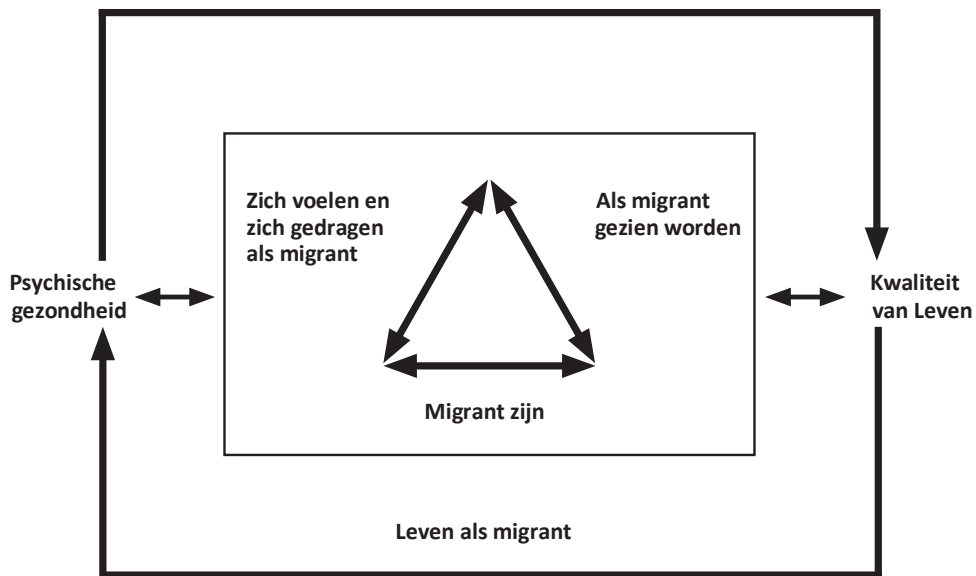 Zich voelen en
zich gedragen
als migrant
Als migrant
gezien worden
Psychische
gezondheid
Kwaliteit
van Leven
Migrant zijn
Leven als migrant